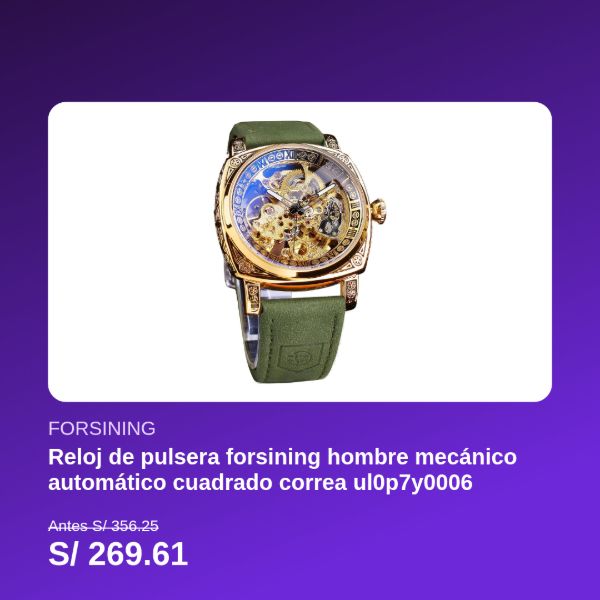 FORSINING
Reloj de pulsera forsining hombre mecánico
automático cuadrado correa ul0p7y0006
Antes S/ 356.25
S/ 269.61